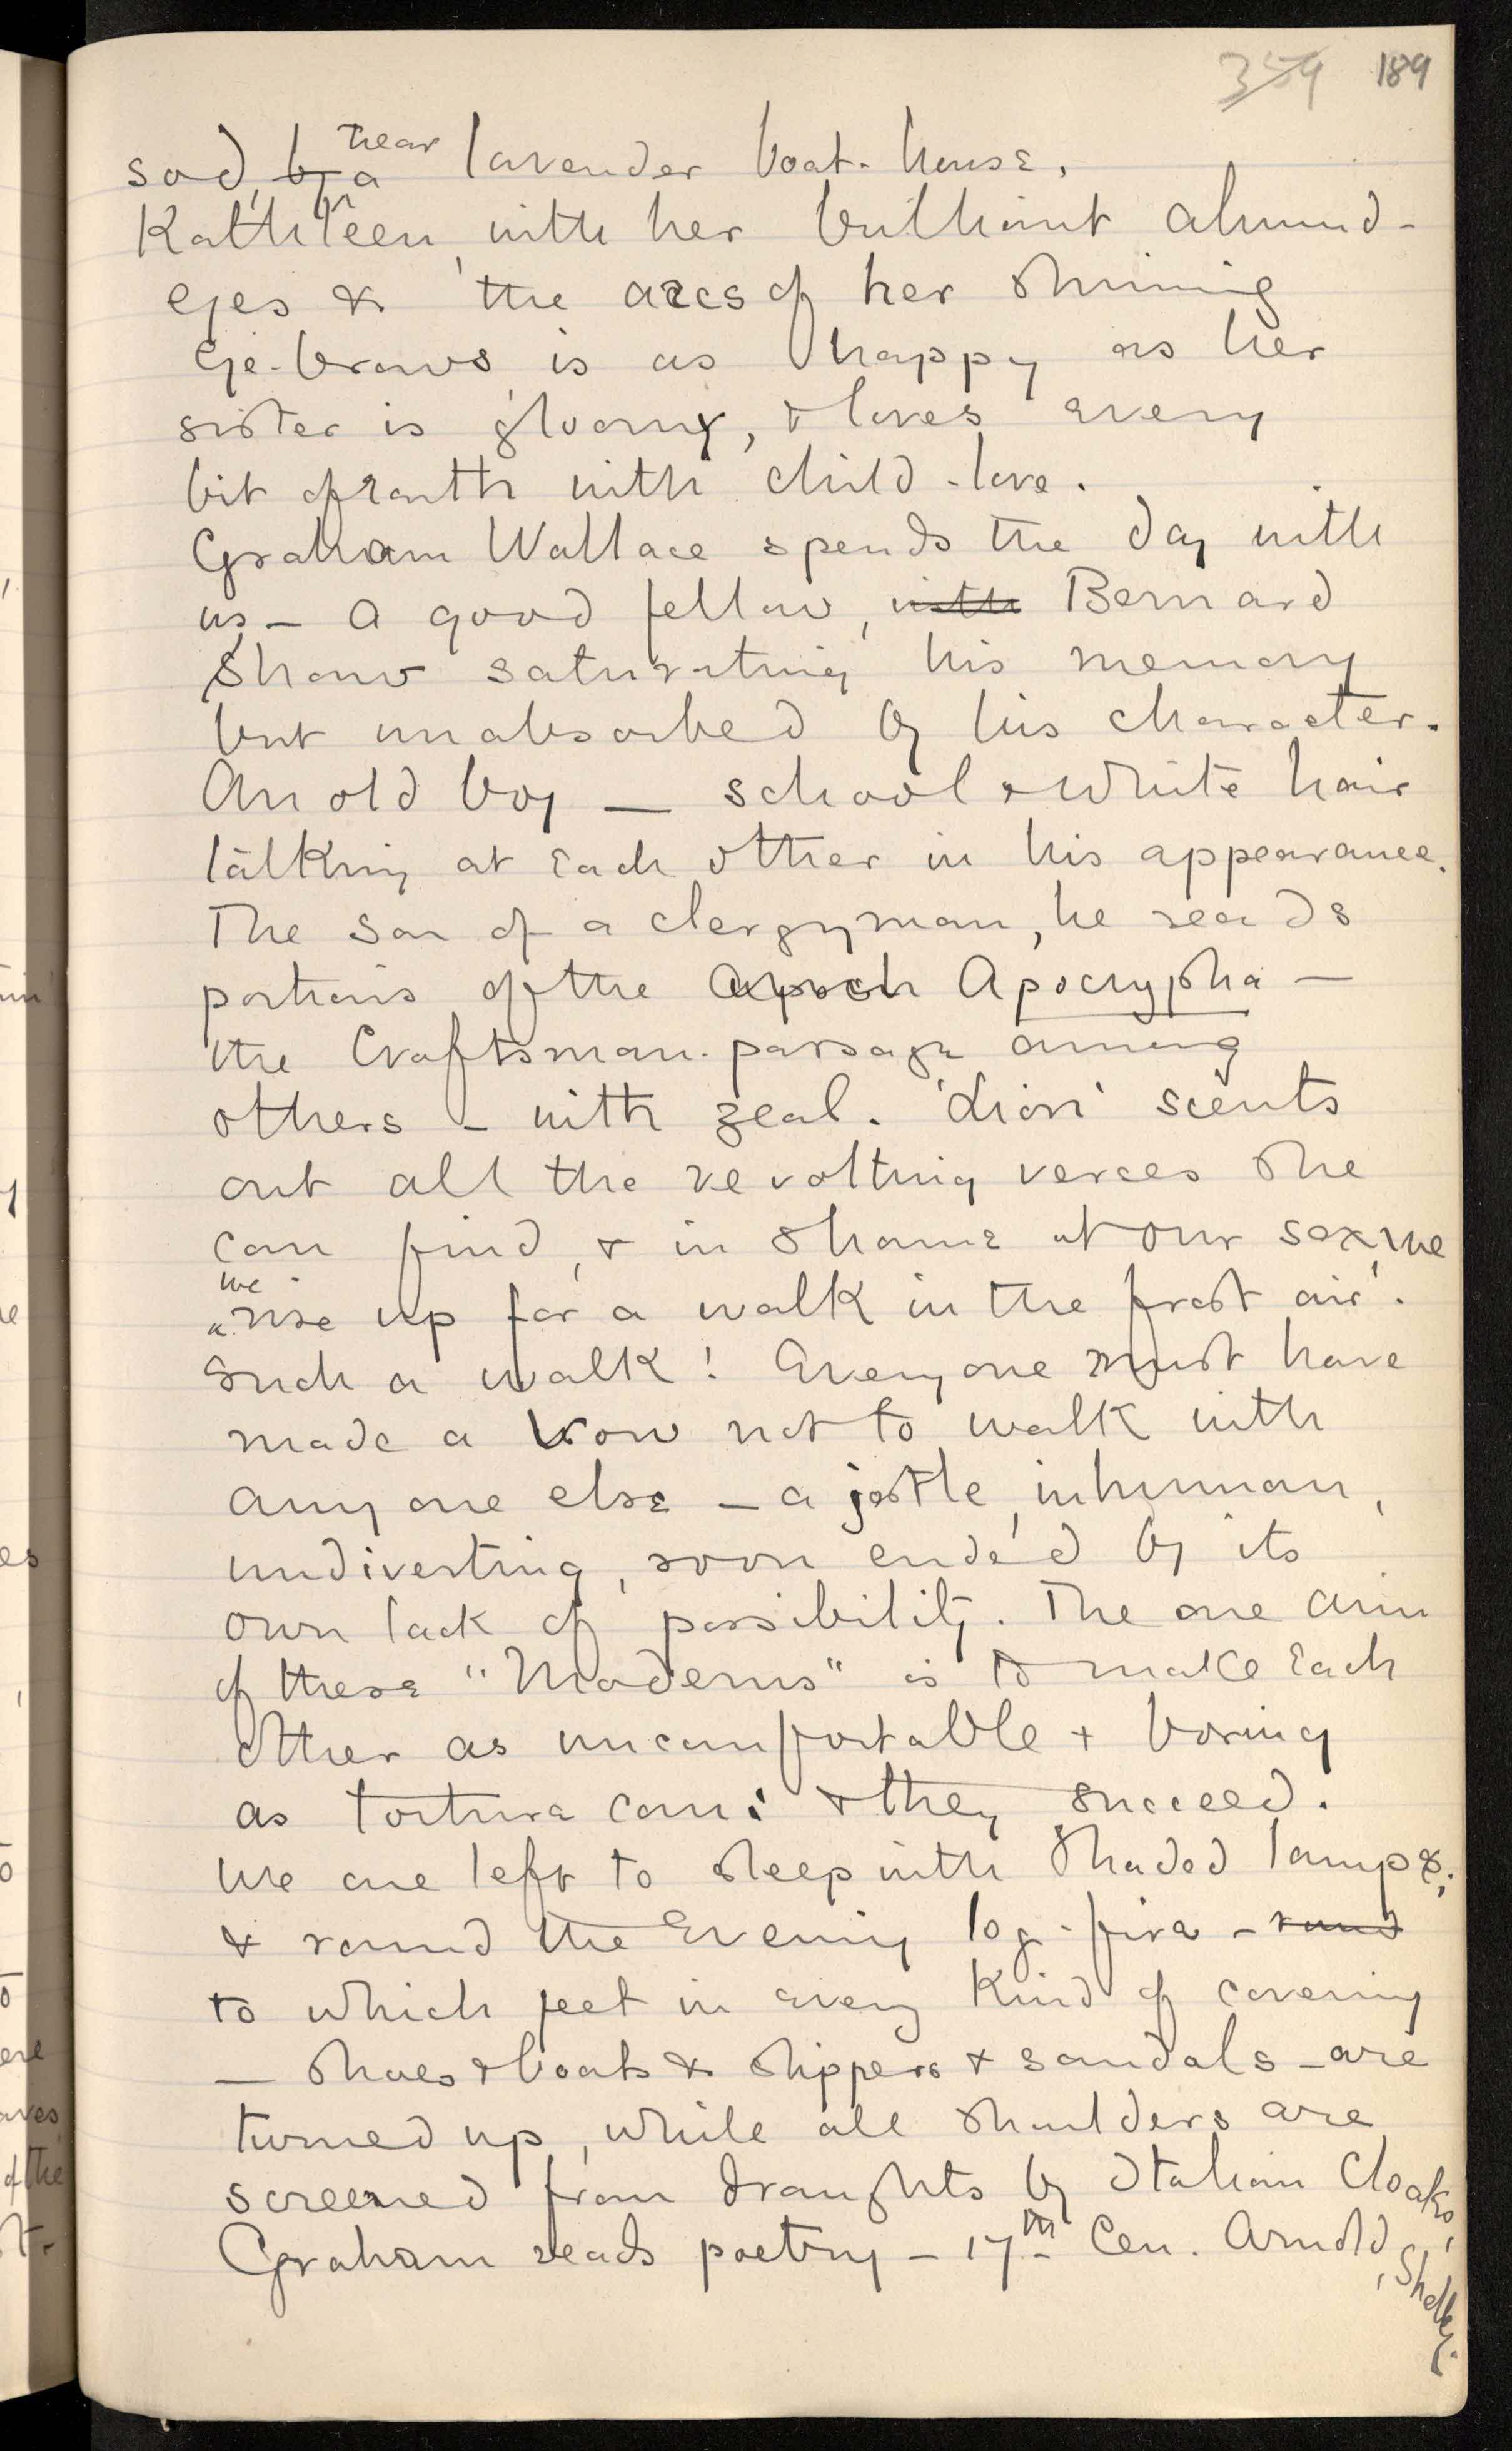 359 189
sad, by near a lavender boat-house.
Kathleen, with her brilliant almond-
eyes & the arcs of her shining
eye-brows is as happy as her
sister is gloomy, & loves every
bit of earth with child-love.
Graham Wallace spends the day with
us – a good fellow, with Bernard
Shaw saturating his memory
but unabsorbed by his character.
An old boy — school & white hair
talking at each other in his appearance.
The son of a clergyman, he reads
portions of the Apoch Apocrypha –
the Craftsman-passage among
others – with zeal. 'Lion' scents
out all the revolting verses she
can find, & in shame at our sex, we
we rise up for a walk in the frost air.
Such a walk! Everyone must have
made a vow not to walk with
anyone else – a jostle, inhuman,
undiverting, soon ended by its
own lack of possibility. The one aim
of these "Moderns" is to make each
other as uncomfortable & boring
as torture can: & they succeed.
We are left to sleep with shaded lamps;
& round the evening log-fire – round
to which feet in every kind of covering
— shoes & boots & slippers & sandals – are
turned up, while all shoulders are
screened from draughts by Italian Cloaks,
Graham reads poetry – 17th Cen. Arnold, Shelley.